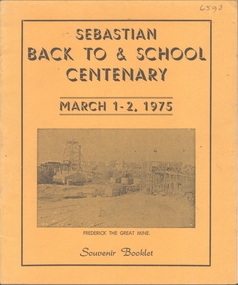 SEBASTIAN
BACK TO & SCHOOL
CENTENARY
MARCH 1-2, 1975
FREDERICK THE GREAT MINE.
Souvenir Booklet